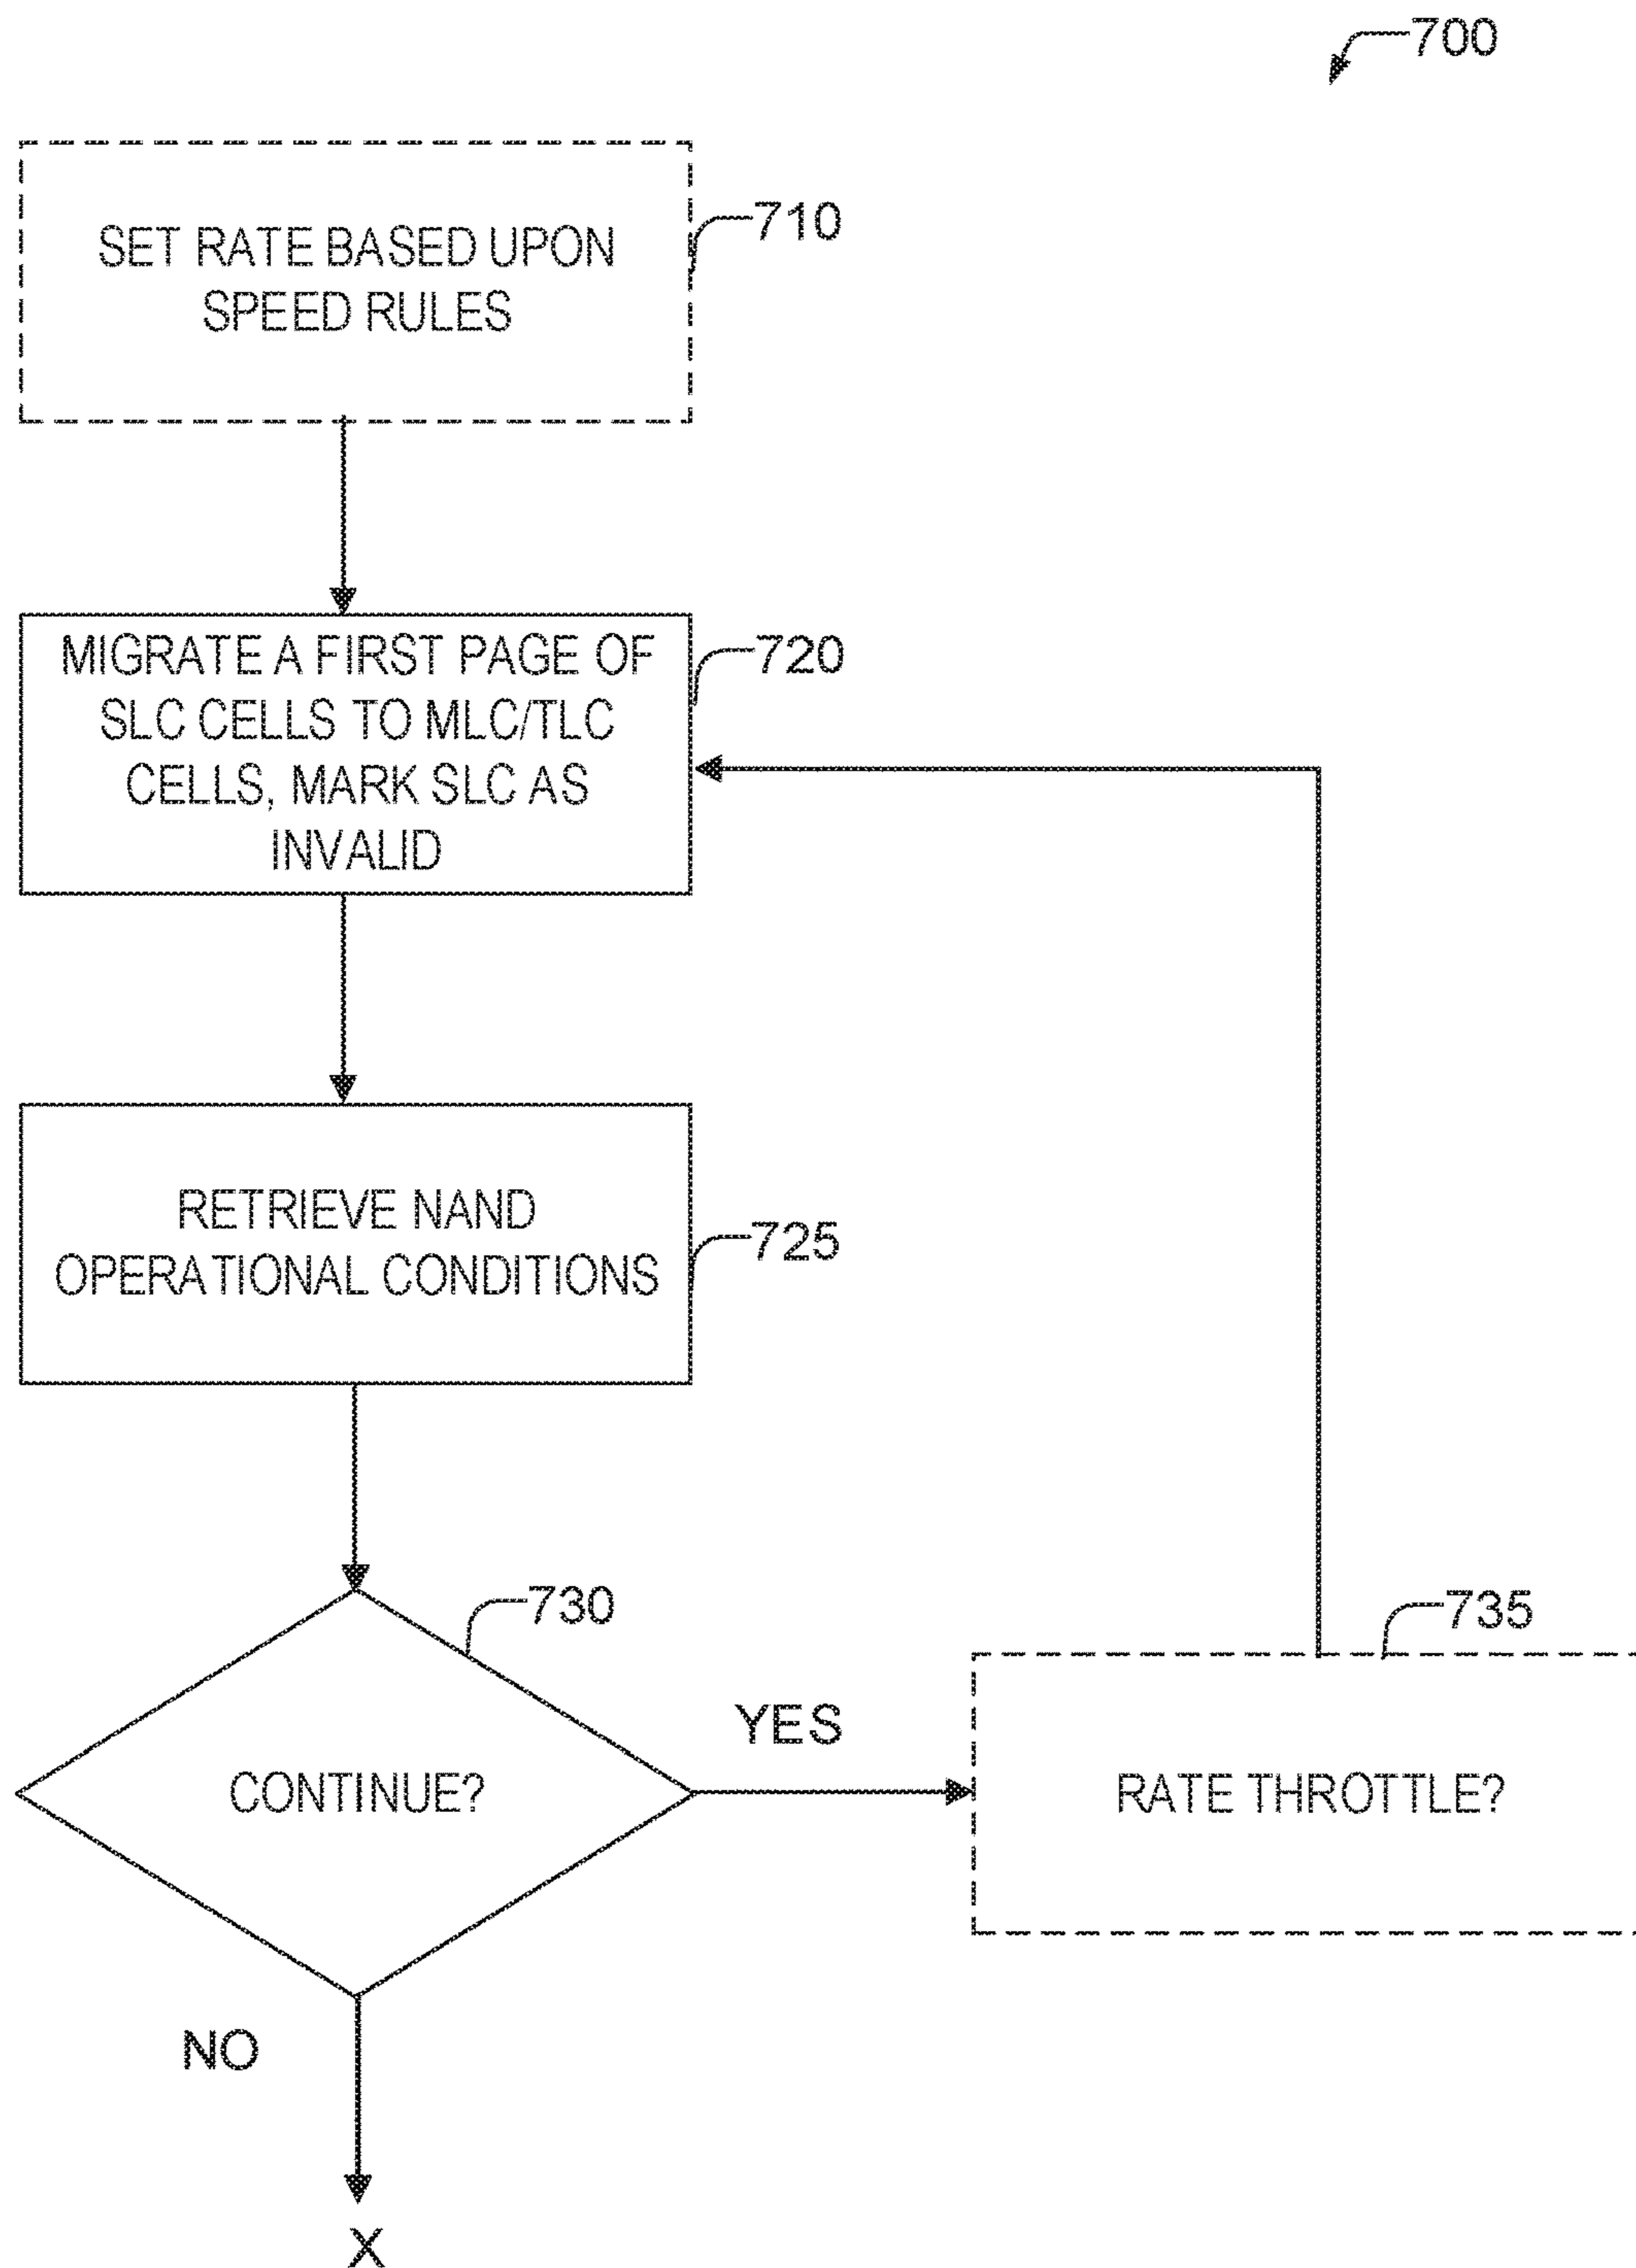 700
SET RATE BASED UPON
SPEED RULES
710
MIGRATE A FIRST PAGE OF
SLC CELLS TO MLC/TLC
CELLS, MARK SLC AS
INVALID
720
RETRIEVE NAND
OPERATIONAL CONDITIONS
725
730
CONTINUE?
YES
735
RATE THROTTLE?
NO
X